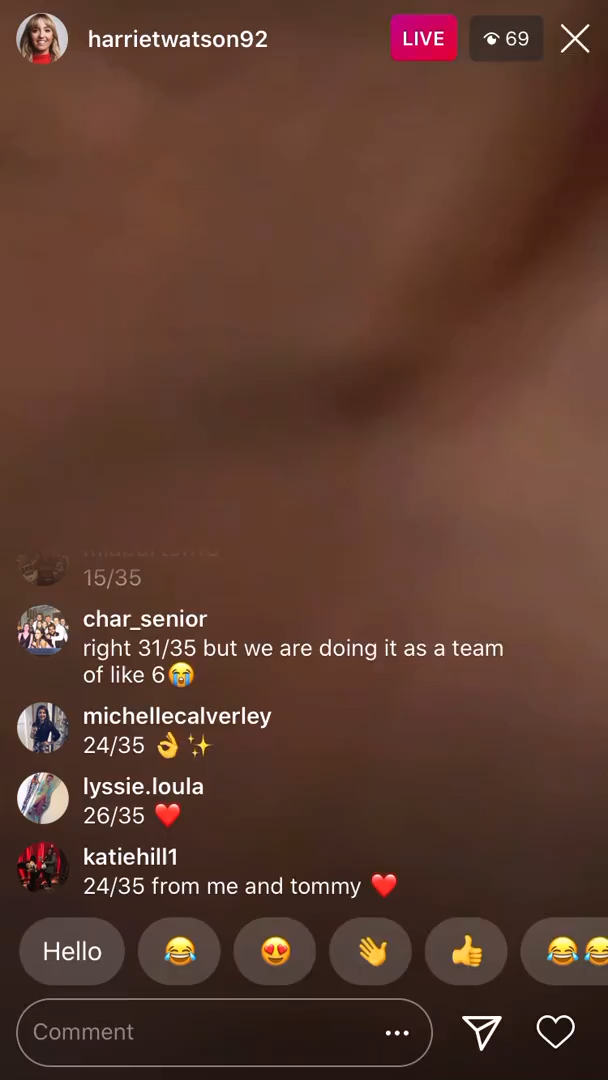 harrietwatson92
LIVE
69
15/35
char_senior
right 31/35 but we are doing it as a team
of like 6😭
michellecalverley
24/35 👌✨
lyssie.loula
26/35 ❤️
katiehill1
24/35 from me and tommy ❤️
Hello
Comment